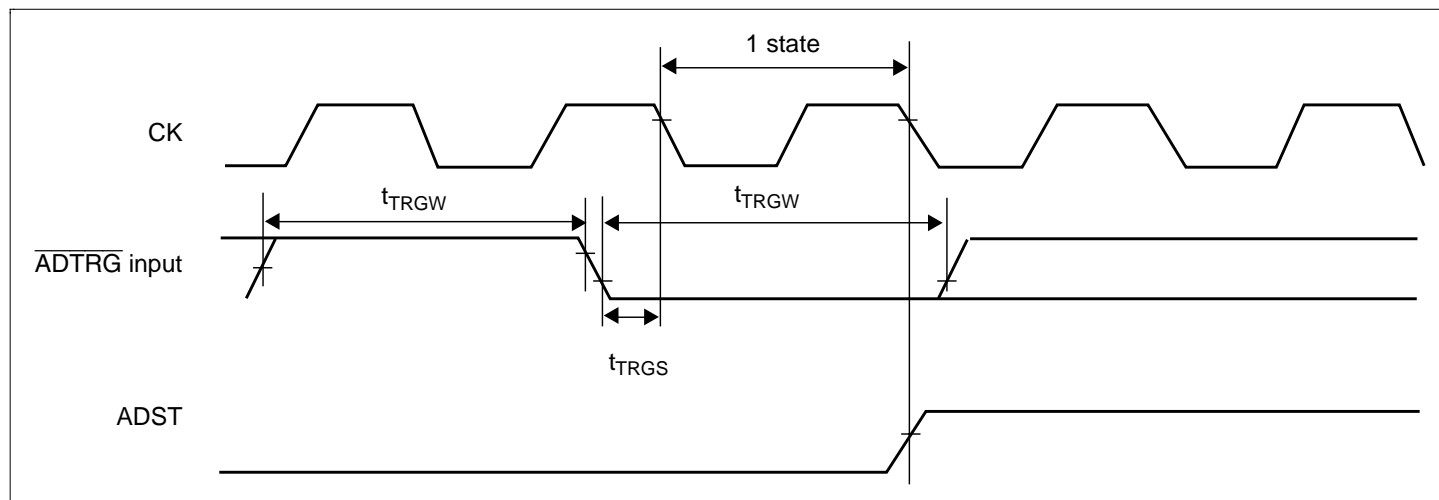 1 state
CK
tTRGW
tTRGW
ADTRG input
tTRGS
ADST